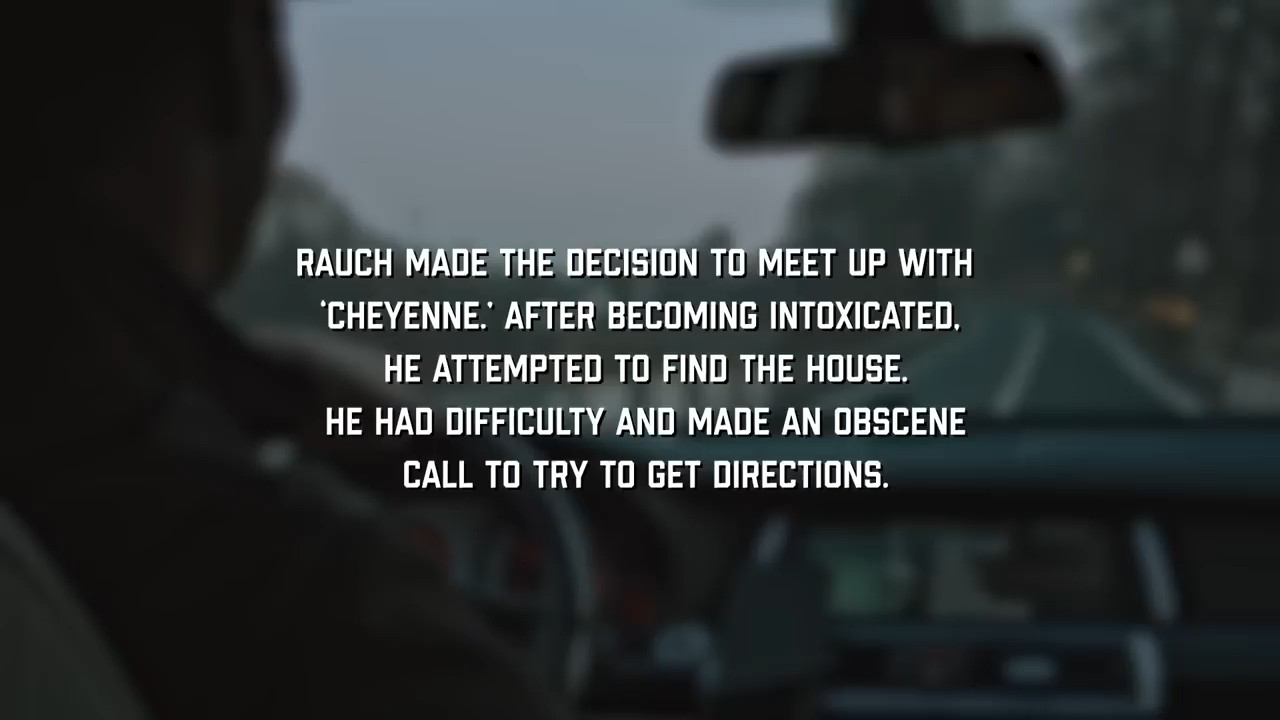 RAUCH MADE THE DECISION TO MEET UP WITH
'CHEYENNE.' AFTER BECOMING INTOXICATED,
HE ATTEMPTED TO FIND THE HOUSE.
HE HAD DIFFICULTY AND MADE AN OBSCENE
CALL TO TRY TO GET DIRECTIONS.